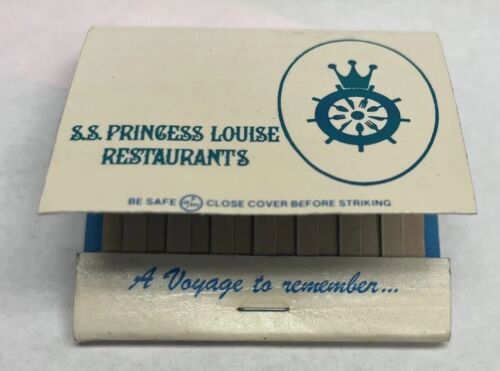 S.S. PRINCESS LOUISE
RESTAURANTS
BE SAFE CLOSE COVER BEFORE STRIKING
A Voyage to remember...